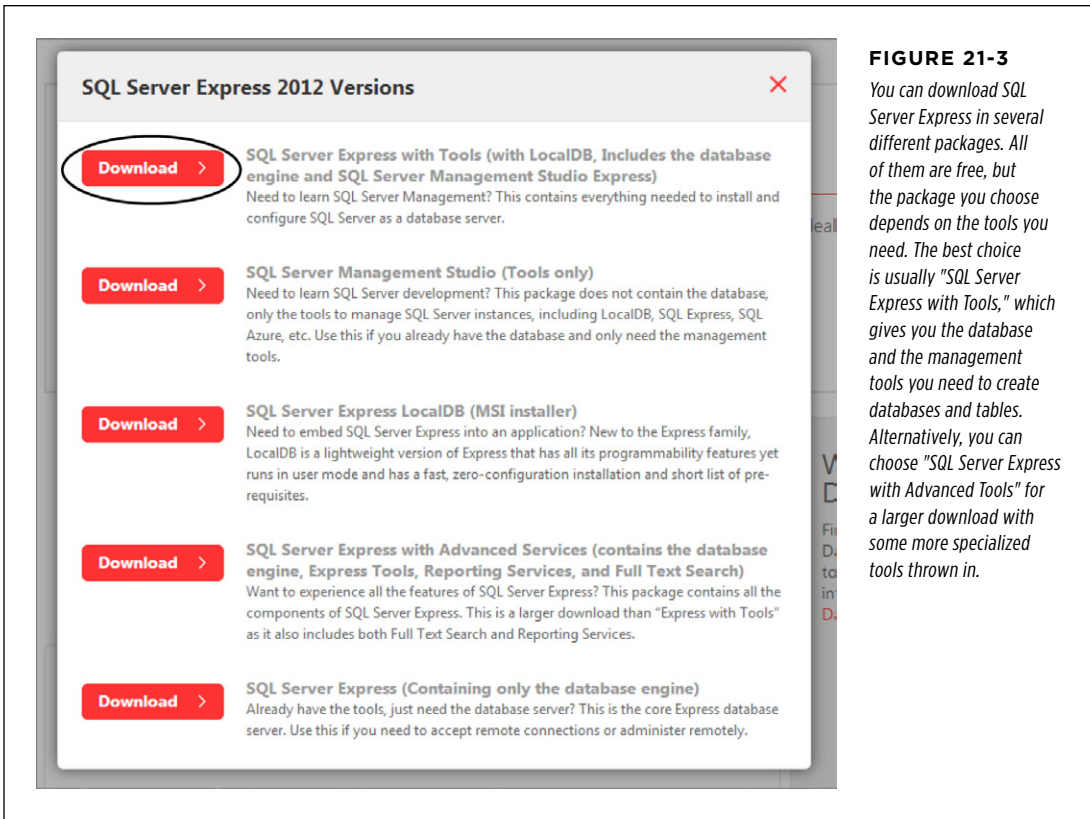 SQL Server Express 2012 Versions
Download >
SQL Server Express with Tools (with LocalDB, Includes the database
engine and SQL Server Management Studio Express)
Need to learn SQL Server Management? This contains everything needed to install and
configure SQL Server as a database server.
Download >
SQL Server Management Studio (Tools only)
Need to learn SQL Server development? This package does not contain the database,
only the tools to manage SQL Server instances, including LocalDB, SQL Express, SQL
Azure, etc. Use this if you already have the database and only need the management
tools.
Download >
SQL Server Express LocalDB (MSI installer)
Need to embed SQL Server Express into an application? New to the Express family,
LocalDB is a lightweight version of Express that has all its programmability features yet
runs in user mode and has a fast, zero-configuration installation and short list of pre-
requisites.
Download >
SQL Server Express with Advanced Services (contains the database
engine, Express Tools, Reporting Services, and Full Text Search)
Want to experience all the features of SQL Server Express? This package contains all the
components of SQL Server Express. This is a larger download than "Express with Tools"
as it also includes both Full Text Search and Reporting Services.
Download >
SQL Server Express (Containing only the database engine)
Already have the tools, just need the database server? This is the core Express database
server. Use this if you need to accept remote connections or administer remotely.
FIGURE 21-3
You can download SQL
Server Express in several
different packages. All
of them are free, but
the package you choose
depends on the tools you
need. The best choice
is usually "SQL Server
Express with Tools," which
gives you the database
and the management
tools you need to create
databases and tables.
Alternatively, you can
choose "SQL Server Express
with Advanced Tools" for
a larger download with
some more specialized
tools thrown in.